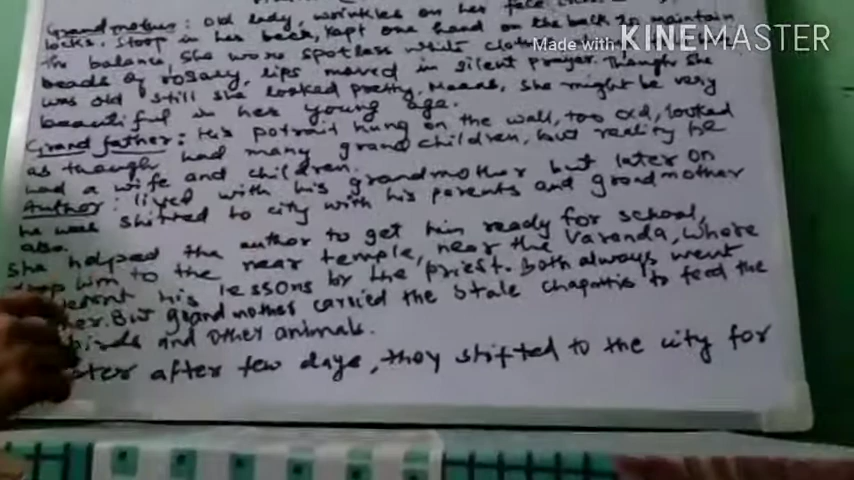 Grand mother: Old lady, wrinkles on her face,
locks. Stoop in her back, kept one hand on the back to maintain
the balance, she wore spotless white clothes,
beads of rosary, lips moved in silent prayer. Though she
was old still she looked pretty. Means, she might be very
beautiful in her young age.
Grand father: His potrait hung on the wall, too old, looked
as though had many grand children, but reality he
had a wife and children.
Author: lived with his grandmother but later on
he was shifted to city with his parents and grandmother
also.
She helped the author to get him ready for school,
him to the near temple, near the Varanda, where
his lessons by the priest. Both always went
But grandmother carried the stale chapattis to feed the
birds and other animals.
after few days, they shifted to the city for
Made with KINEMASTER